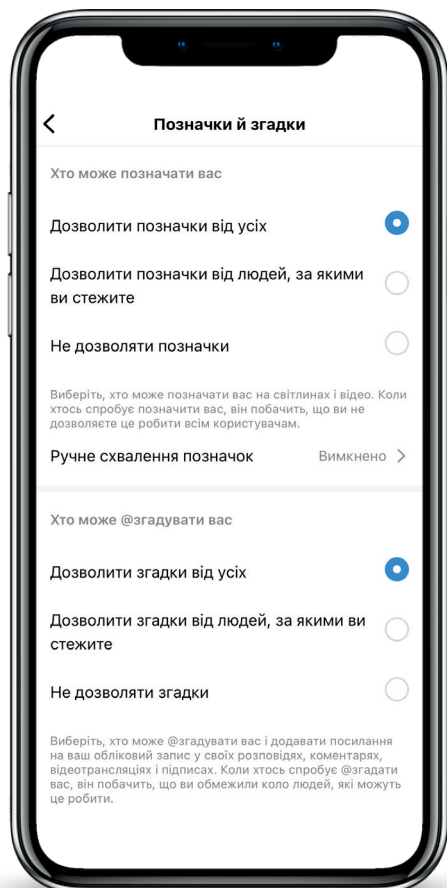 Позначки й згадки
Хто може позначати вас
Дозволити позначки від усіх
Дозволити позначки від людей, за якими
ви стежите
Не дозволяти позначки
Виберіть, хто може позначати вас на світлинах і відео. Коли
хтось спробує позначити вас, він побачить, що ви не
дозволяєте це робити всім користувачам.
Ручне схвалення позначок Вимкнено
Хто може @згадувати вас
Дозволити згадки від усіх
Дозволити згадки від людей, за якими ви
стежите
Не дозволяти згадки
Виберіть, хто може @згадувати вас і додавати посилання
на ваш обліковий запис у своїх розповідях, коментарях,
відеотрансляціях і підписах. Коли хтось спробує @згадати
вас, він побачить, що ви обмежили коло людей, які можуть
це робити.